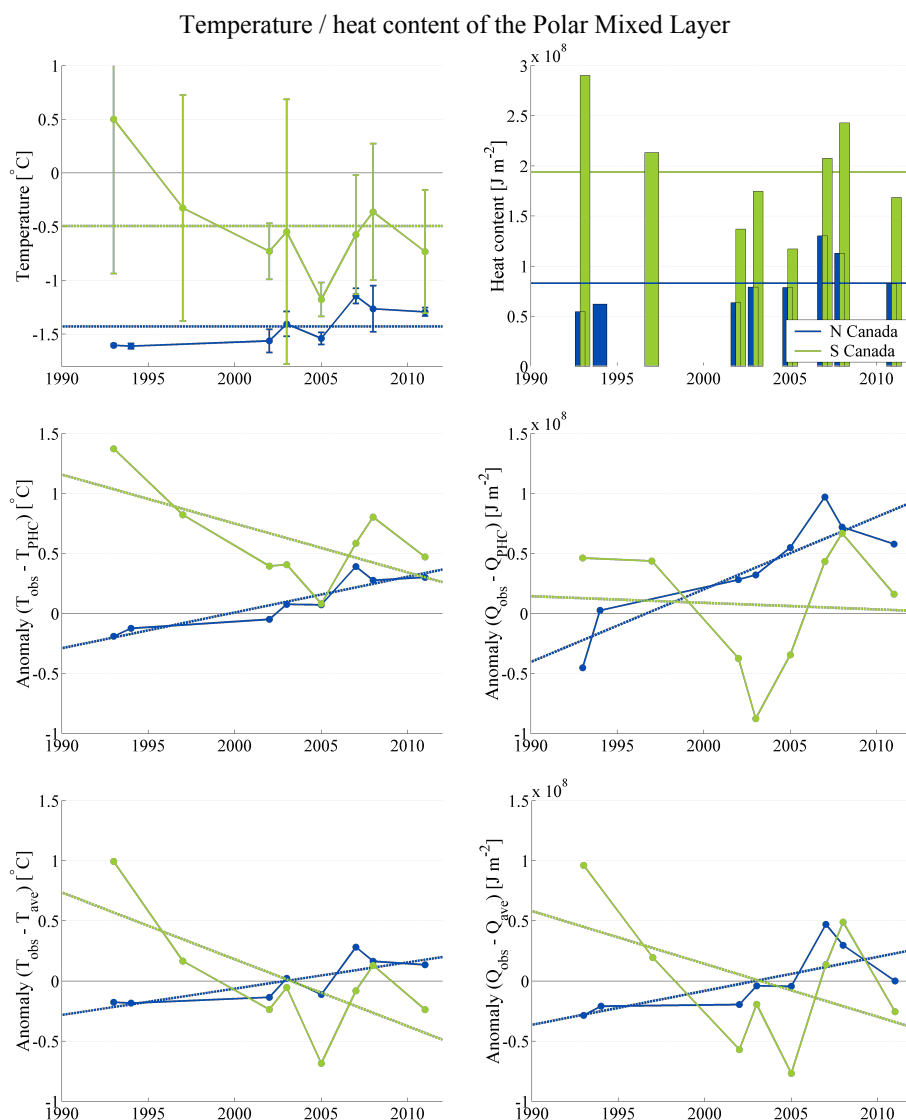 Temperature / heat content of the Polar Mixed Layer
Temperature [°C]
1
0.5
0
-0.5
-1
-1.5
1990 1995 2000 2005 2010
x 10^8
Heat content [J m^-2]
3
2.5
2
1.5
1
0.5
0
N Canada
S Canada
1990 1995 2000 2005 2010
Anomaly (T_obs - T_PHC) [°C]
1.5
1
0.5
0
-0.5
-1
1990 1995 2000 2005 2010
x 10^8
Anomaly (Q_obs - Q_PHC) [J m^-2]
1.5
1
0.5
0
-0.5
-1
1990 1995 2000 2005 2010
Anomaly (T_obs - T_ave) [°C]
1.5
1
0.5
0
-0.5
-1
1990 1995 2000 2005 2010
x 10^8
Anomaly (Q_obs - Q_ave) [J m^-2]
1.5
1
0.5
0
-0.5
-1
1990 1995 2000 2005 2010